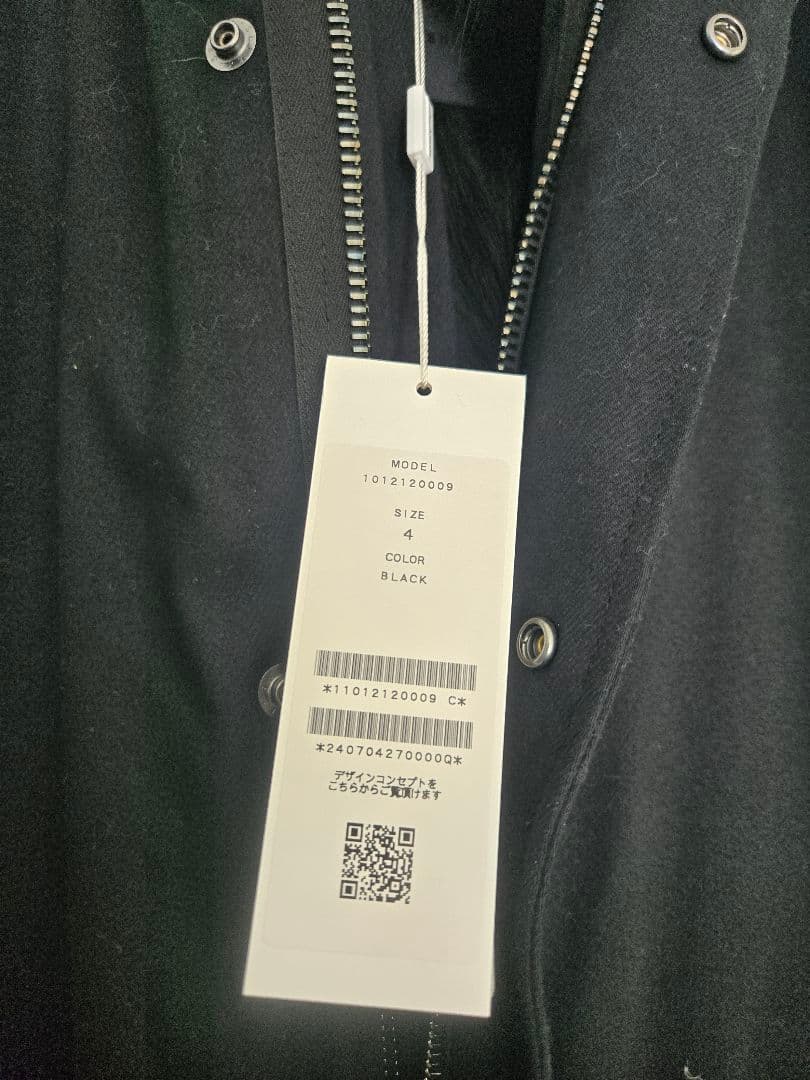 MODEL
1012120009
SIZE
4
COLOR
BLACK
*11012120009 C*
*240704270000Q*
デザインコンセプトを
こちらからご覧頂けます